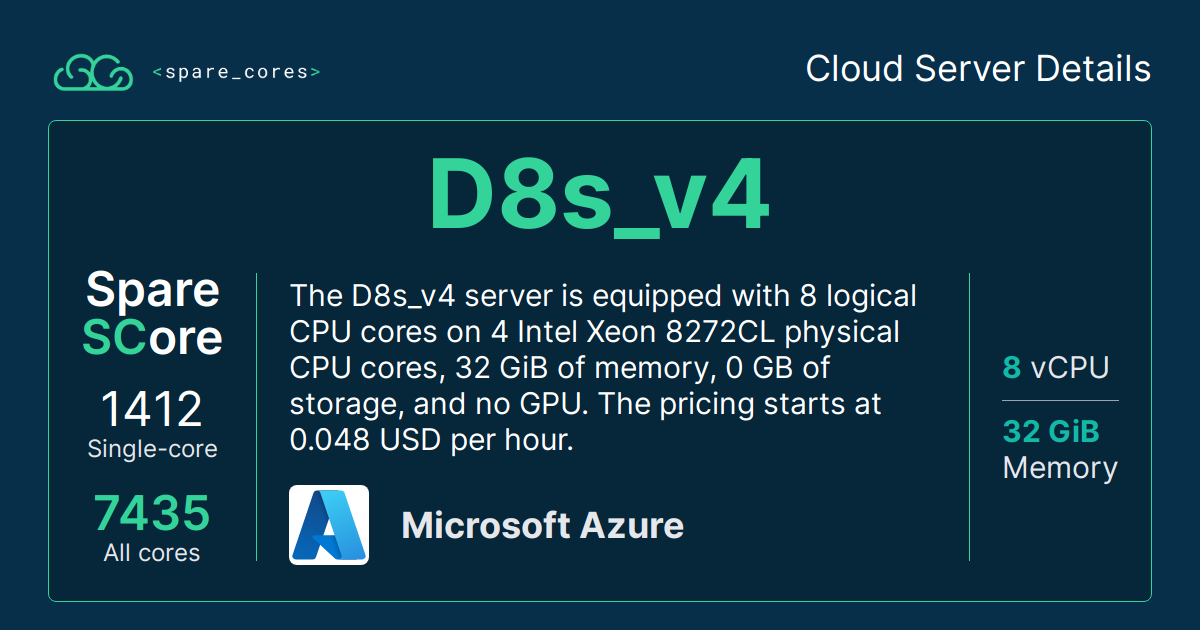 <spare_cores>
Cloud Server Details
D8s_v4
Spare
SCore
1412
Single-core
7435
All cores
The D8s_v4 server is equipped with 8 logical
CPU cores on 4 Intel Xeon 8272CL physical
CPU cores, 32 GiB of memory, 0 GB of
storage, and no GPU. The pricing starts at
0.048 USD per hour.
Microsoft Azure
8 vCPU
32 GiB
Memory